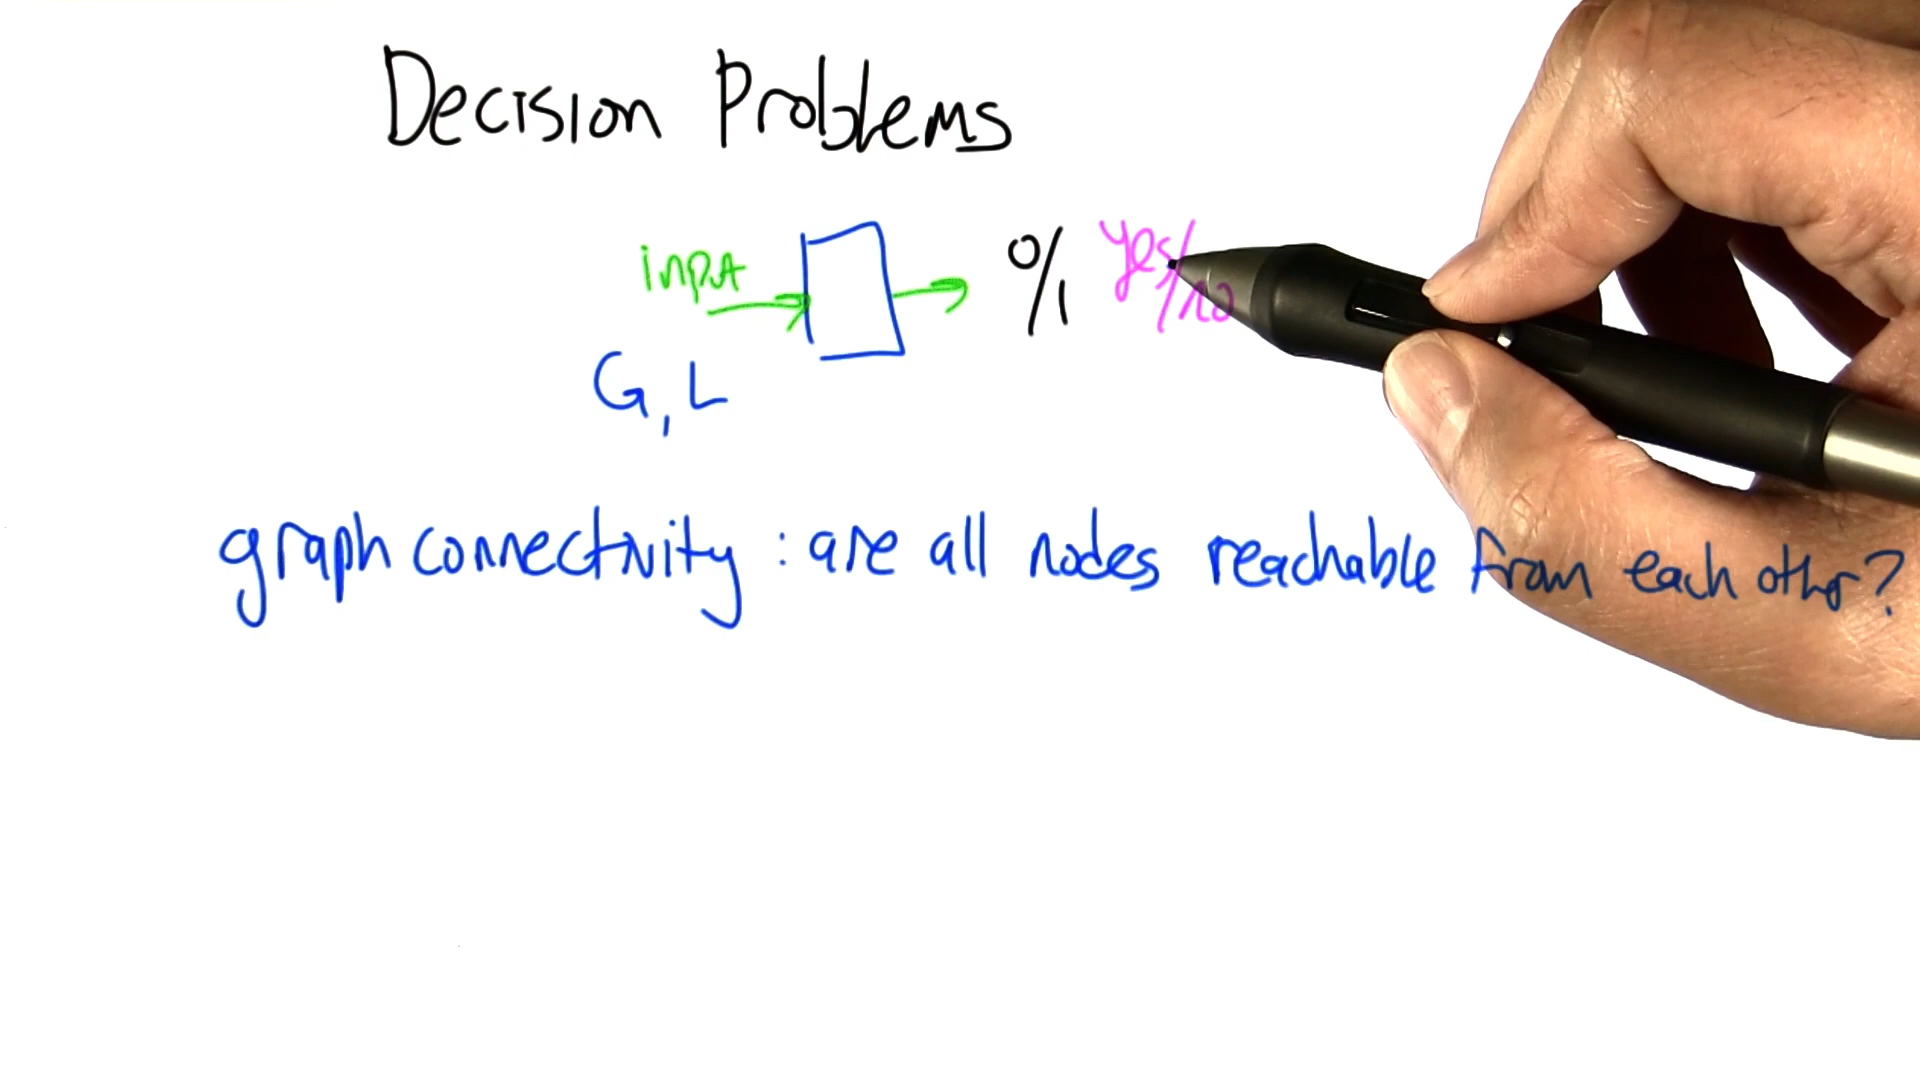 Decision Problems
input 0/1 yes/no
G, L
graph connectivity : are all nodes reachable from each other?